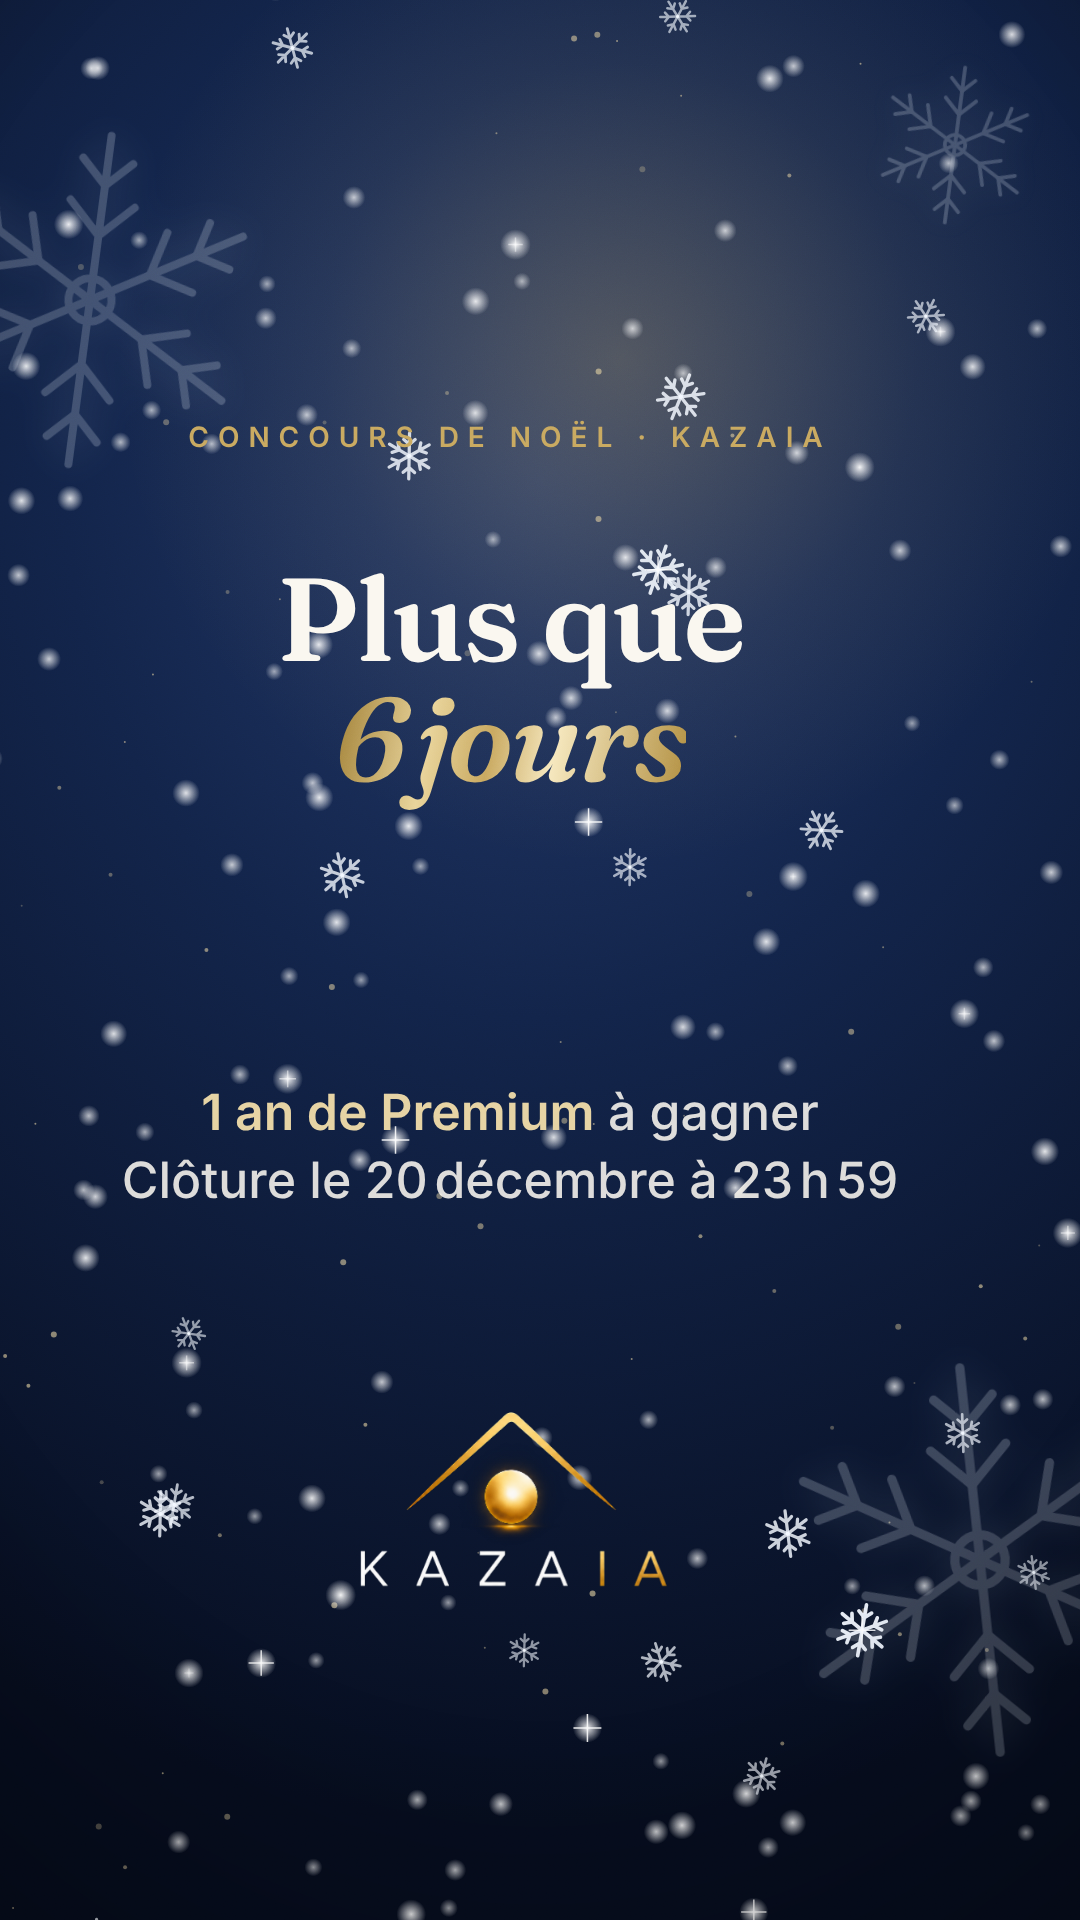 CONCOURS DE NOËL · KAZAIA
Plus que
6 jours
1 an de Premium à gagner
Clôture le 20 décembre à 23 h 59
KAZAIA